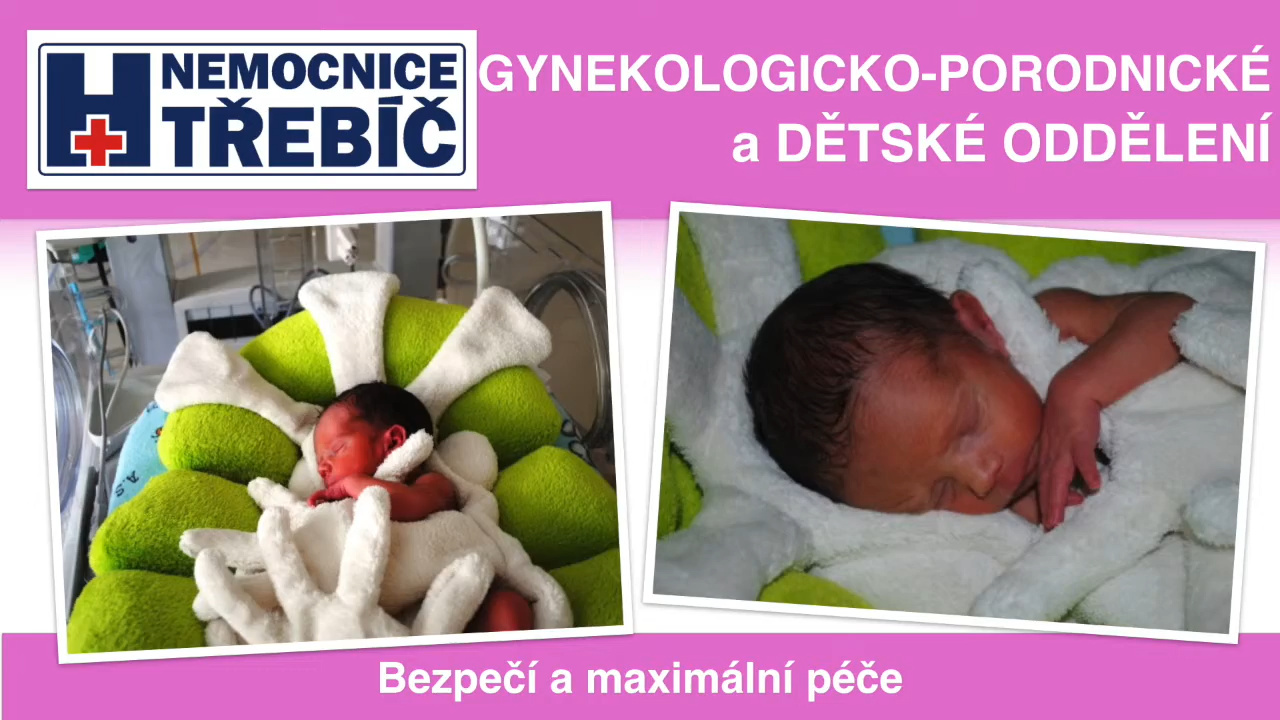 NEMOCNICE
TŘEBÍČ
GYNEKOLOGICKO-PORODNICKÉ
a DĚTSKÉ ODDĚLENÍ
A.S.
Bezpečí a maximální péče